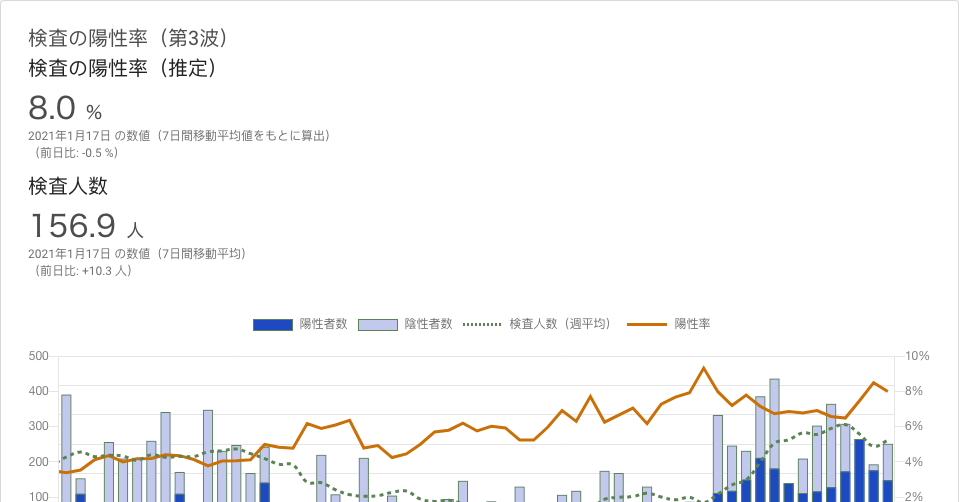 検査の陽性率（第3波）
検査の陽性率（推定）
8.0 %
2021年1月17日 の数値（7日間移動平均値をもとに算出）
（前日比: -0.5 %）
検査人数
156.9 人
2021年1月17日 の数値（7日間移動平均）
（前日比: +10.3 人）
陽性者数 陰性者数 検査人数（週平均） 陽性率
500 10%
400 8%
300 6%
200 4%
100 2%